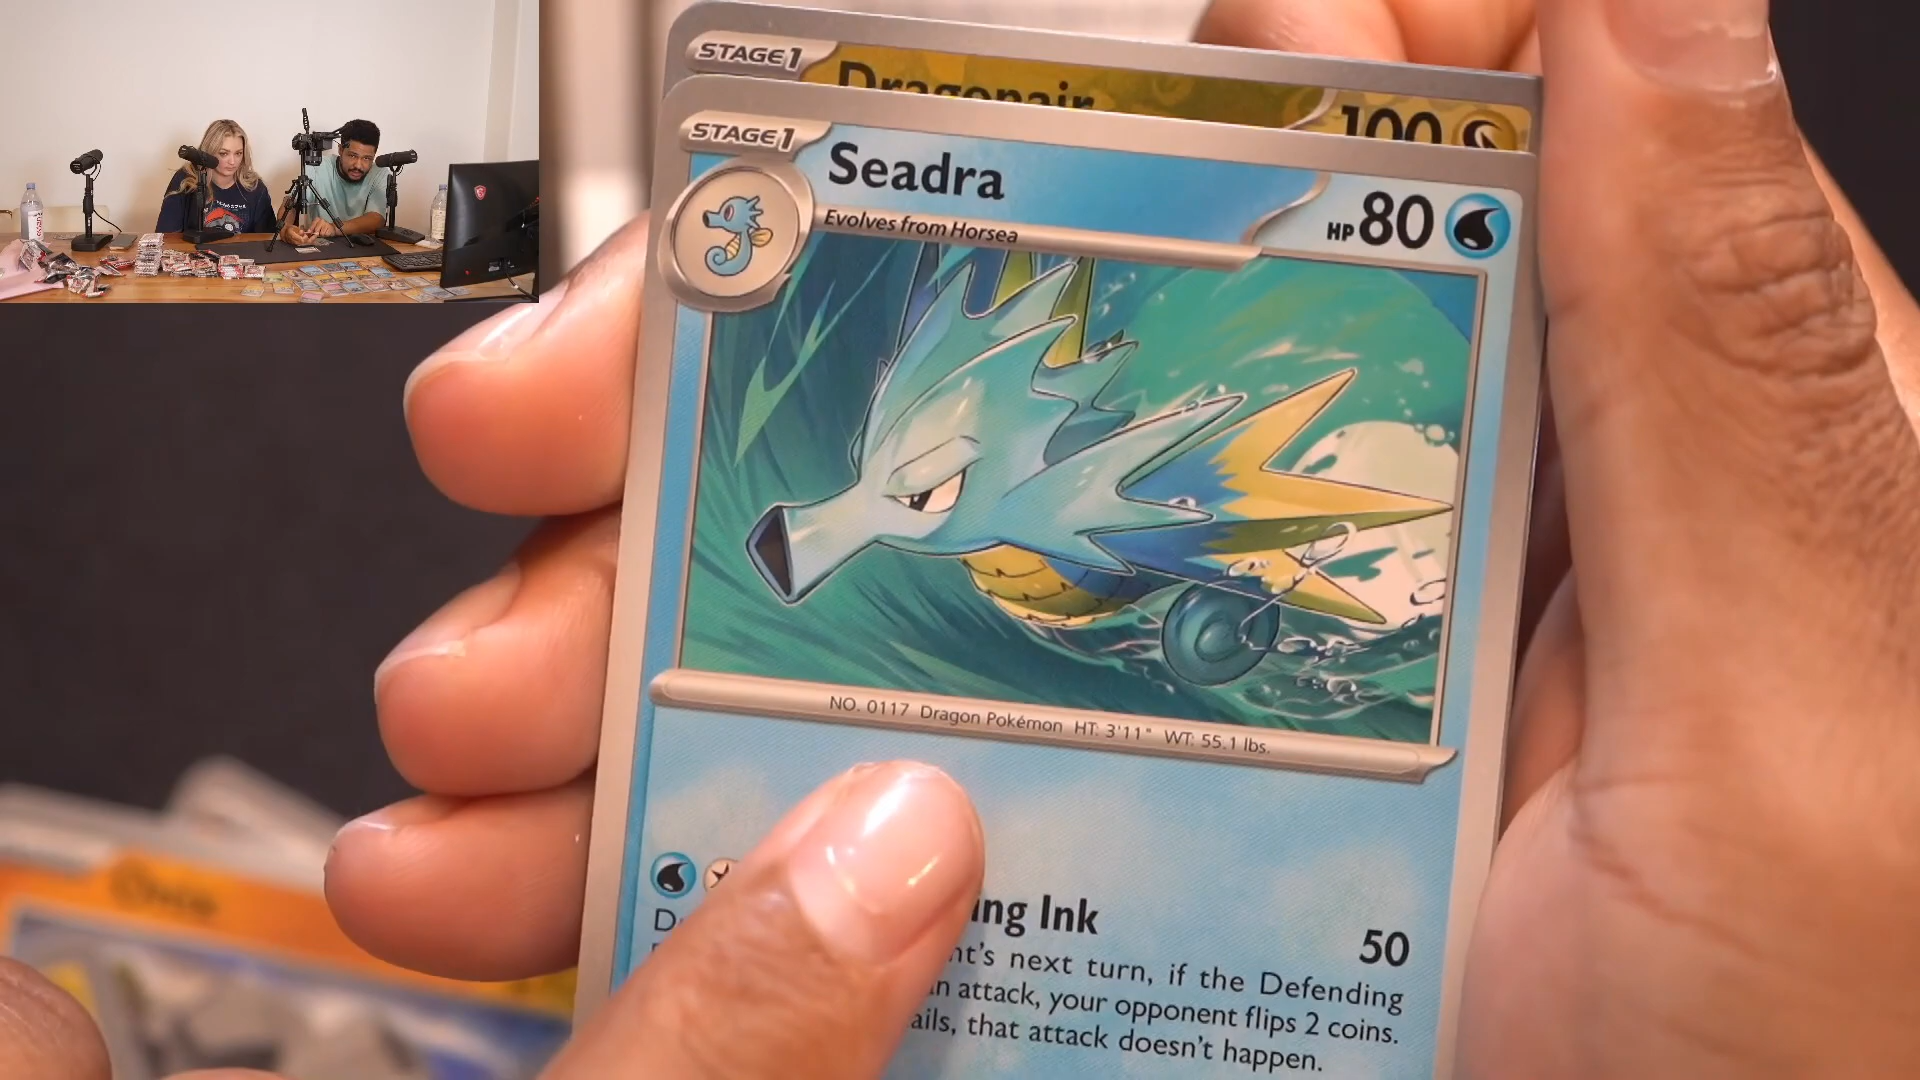 STAGE1
Dragonair
100
STAGE1
Seadra
HP 80
Evolves from Horsea
NO. 0117 Dragon Pokémon HT: 3'11" WT: 55.1 lbs.
ing Ink
50
nt's next turn, if the Defending
n attack, your opponent flips 2 coins.
ails, that attack doesn't happen.